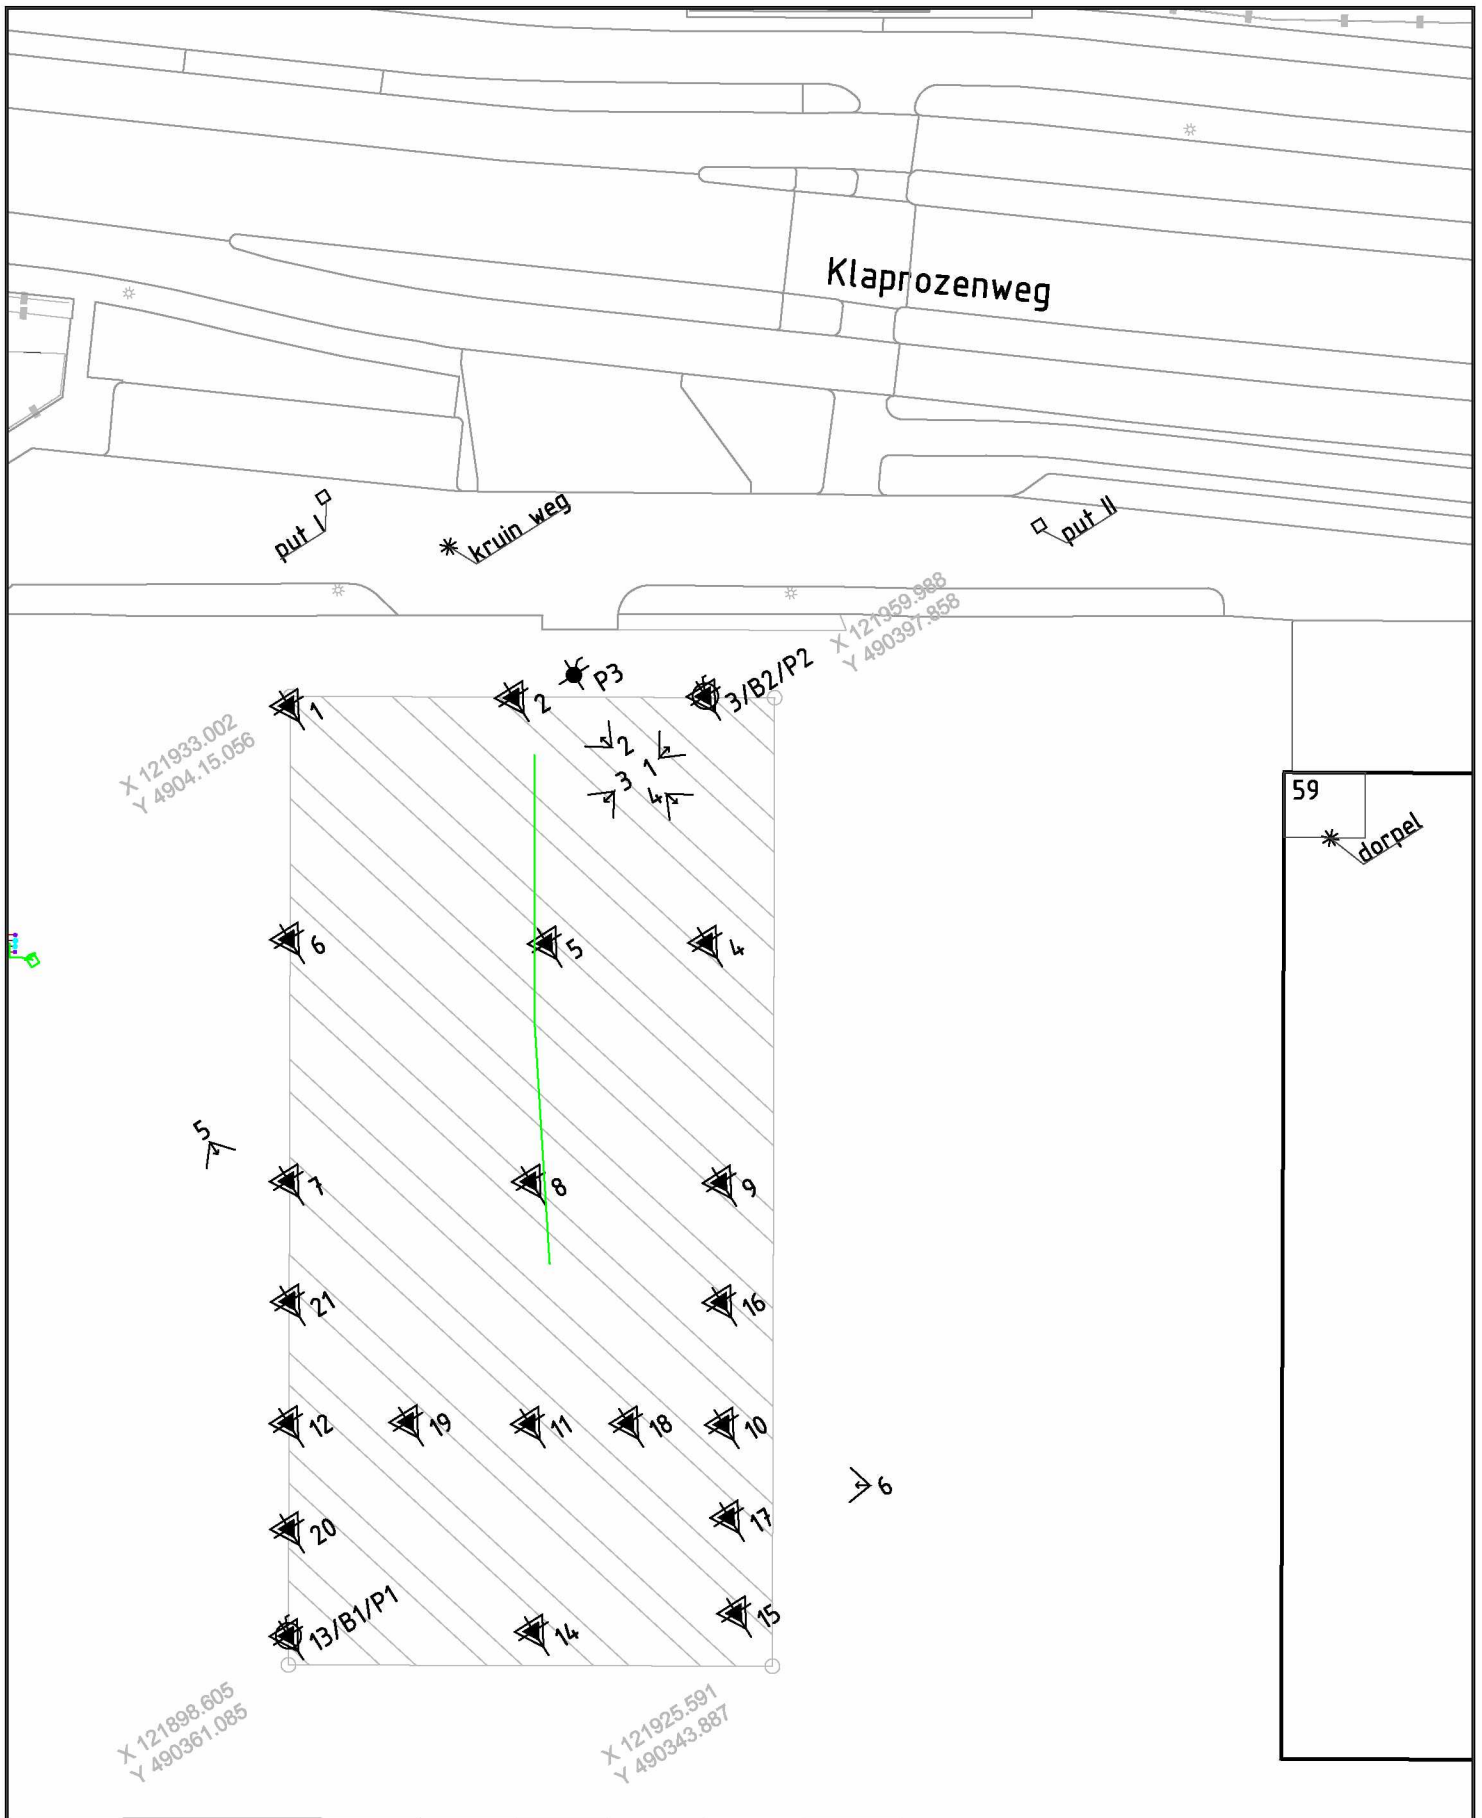 Klaprozenweg
put I
kruin weg
put II
X 121959.988
Y 490397.858
P3
3/B2/P2
1
2
X 121933.002
Y 4904.15.056
2
1
3
4
59
dorpel
6
5
4
5
7
8
9
21
16
12
19
11
18
10
6
20
17
13/B1/P1
14
15
X 121898.605
Y 490361.085
X 121925.591
Y 490343.887